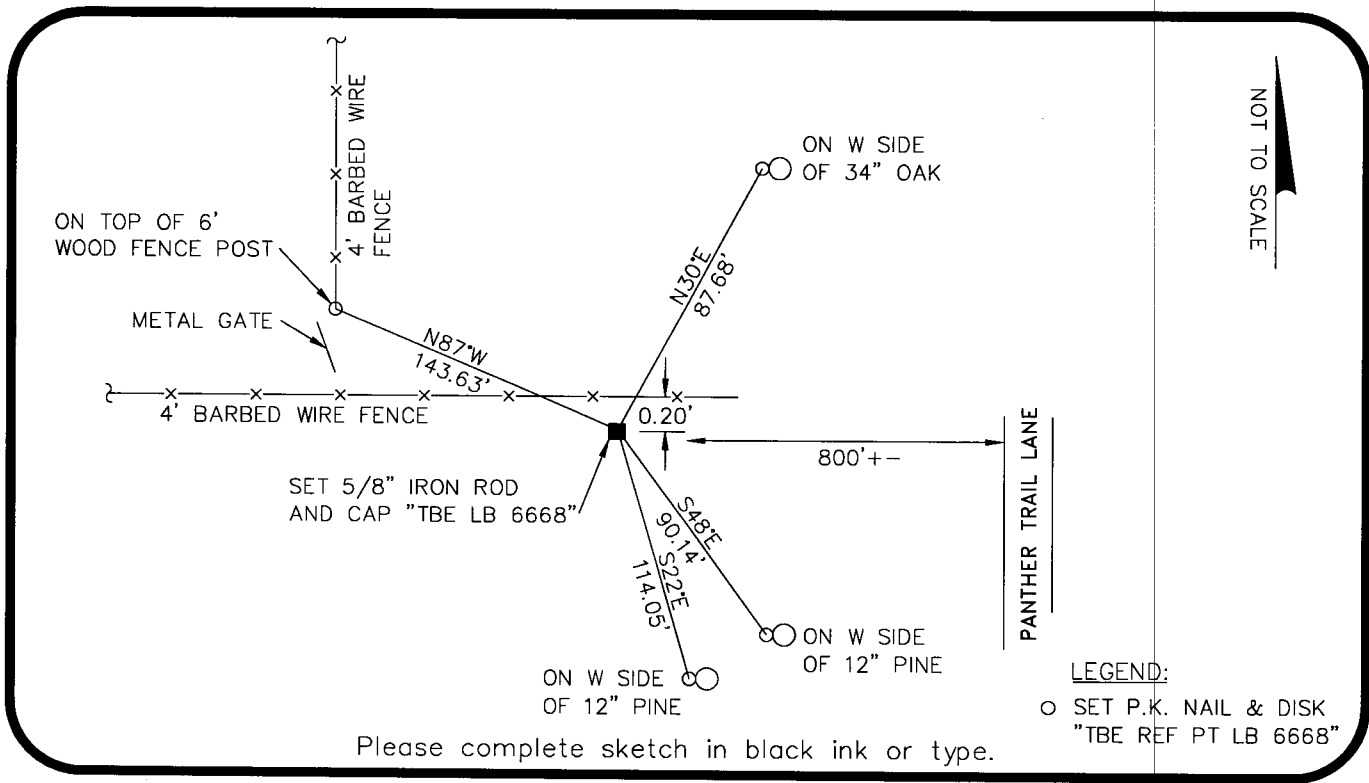 4' BARBED WIRE
FENCE
ON W SIDE
OF 34" OAK
NOT TO SCALE
ON TOP OF 6'
WOOD FENCE POST
METAL GATE
N30°E
87.68'
N87°W
143.63'
4' BARBED WIRE FENCE
0.20'
800'+-
SET 5/8" IRON ROD
AND CAP "TBE LB 6668"
S48°E
90.14'
S22°E
114.05'
PANTHER TRAIL LANE
ON W SIDE
OF 12" PINE
ON W SIDE
OF 12" PINE
LEGEND:
SET P.K. NAIL & DISK
"TBE REF PT LB 6668"
Please complete sketch in black ink or type.